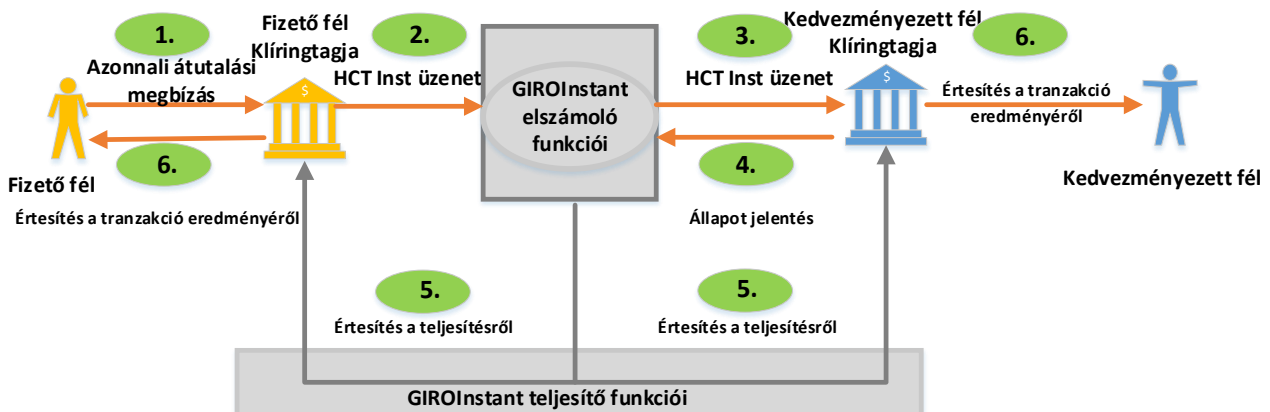 1.
Azonnali átutalási
megbízás
Fizető fél
Klíringtagja
2.
HCT Inst üzenet
GIROInstant
elszámoló
funkciói
3.
HCT Inst üzenet
Kedvezményezett fél
Klíringtagja
6.
Értesítés a tranzakció
eredményéről
$
$
6.
Fizető fél
Értesítés a tranzakció eredményéről
4.
Állapot jelentés
Kedvezményezett fél
5.
Értesítés a teljesítésről
5.
Értesítés a teljesítésről
GIROInstant teljesítő funkciói